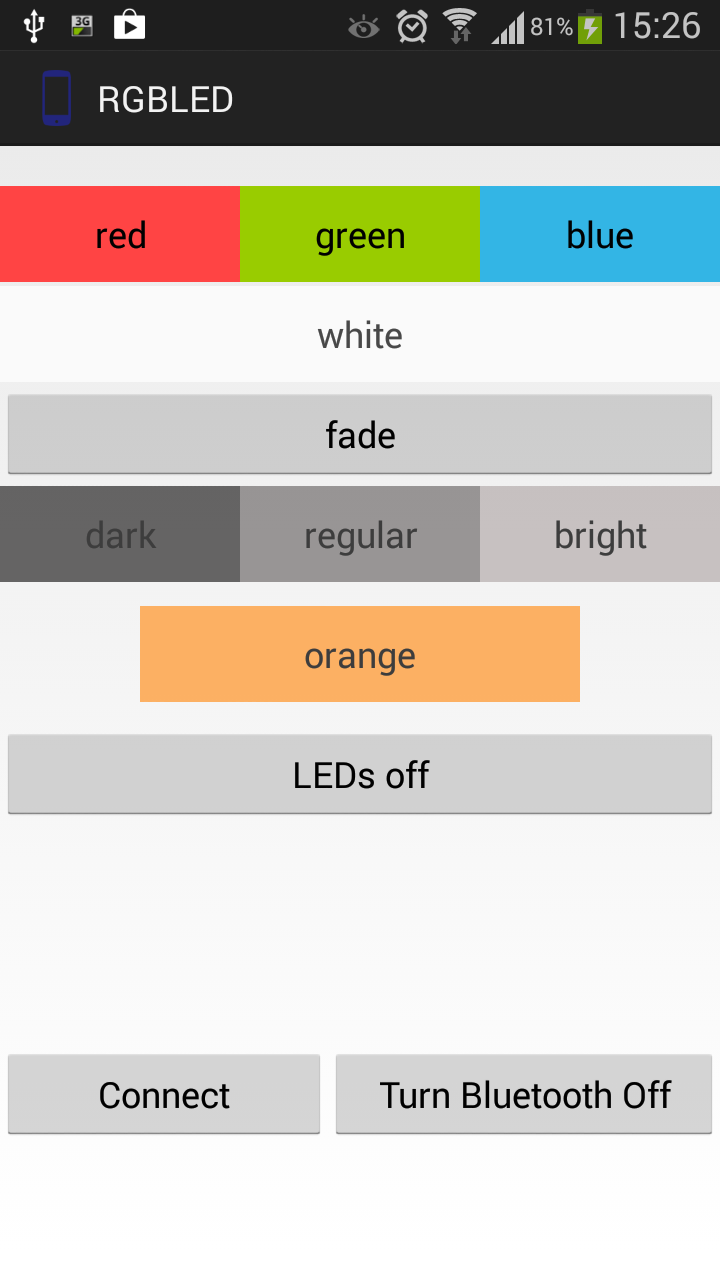 3G 81% 15:26
RGBLED
red green blue
white
fade
dark regular bright
orange
LEDs off
Connect Turn Bluetooth Off